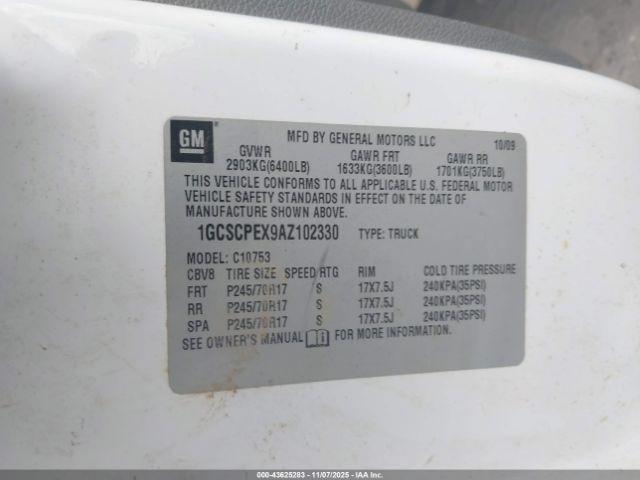 GM
MFD BY GENERAL MOTORS LLC 10/09
GVWR GAWR FRT GAWR RR
2903KG(6400LB) 1633KG(3600LB) 1701KG(3750LB)
THIS VEHICLE CONFORMS TO ALL APPLICABLE U.S. FEDERAL MOTOR
VEHICLE SAFETY STANDARDS IN EFFECT ON THE DATE OF
MANUFACTURE SHOWN ABOVE.
1GCSCPEX9AZ102330 TYPE: TRUCK
MODEL: C10753
CBV8 TIRE SIZE SPEED/RTG RIM COLD TIRE PRESSURE
FRT P245/70R17 S 17X7.5J 240KPA(35PSI)
RR P245/70R17 S 17X7.5J 240KPA(35PSI)
SPA P245/70R17 S 17X7.5J 240KPA(35PSI)
SEE OWNER'S MANUAL FOR MORE INFORMATION.
000-43625283 - 11/07/2025 - IAAI.COM